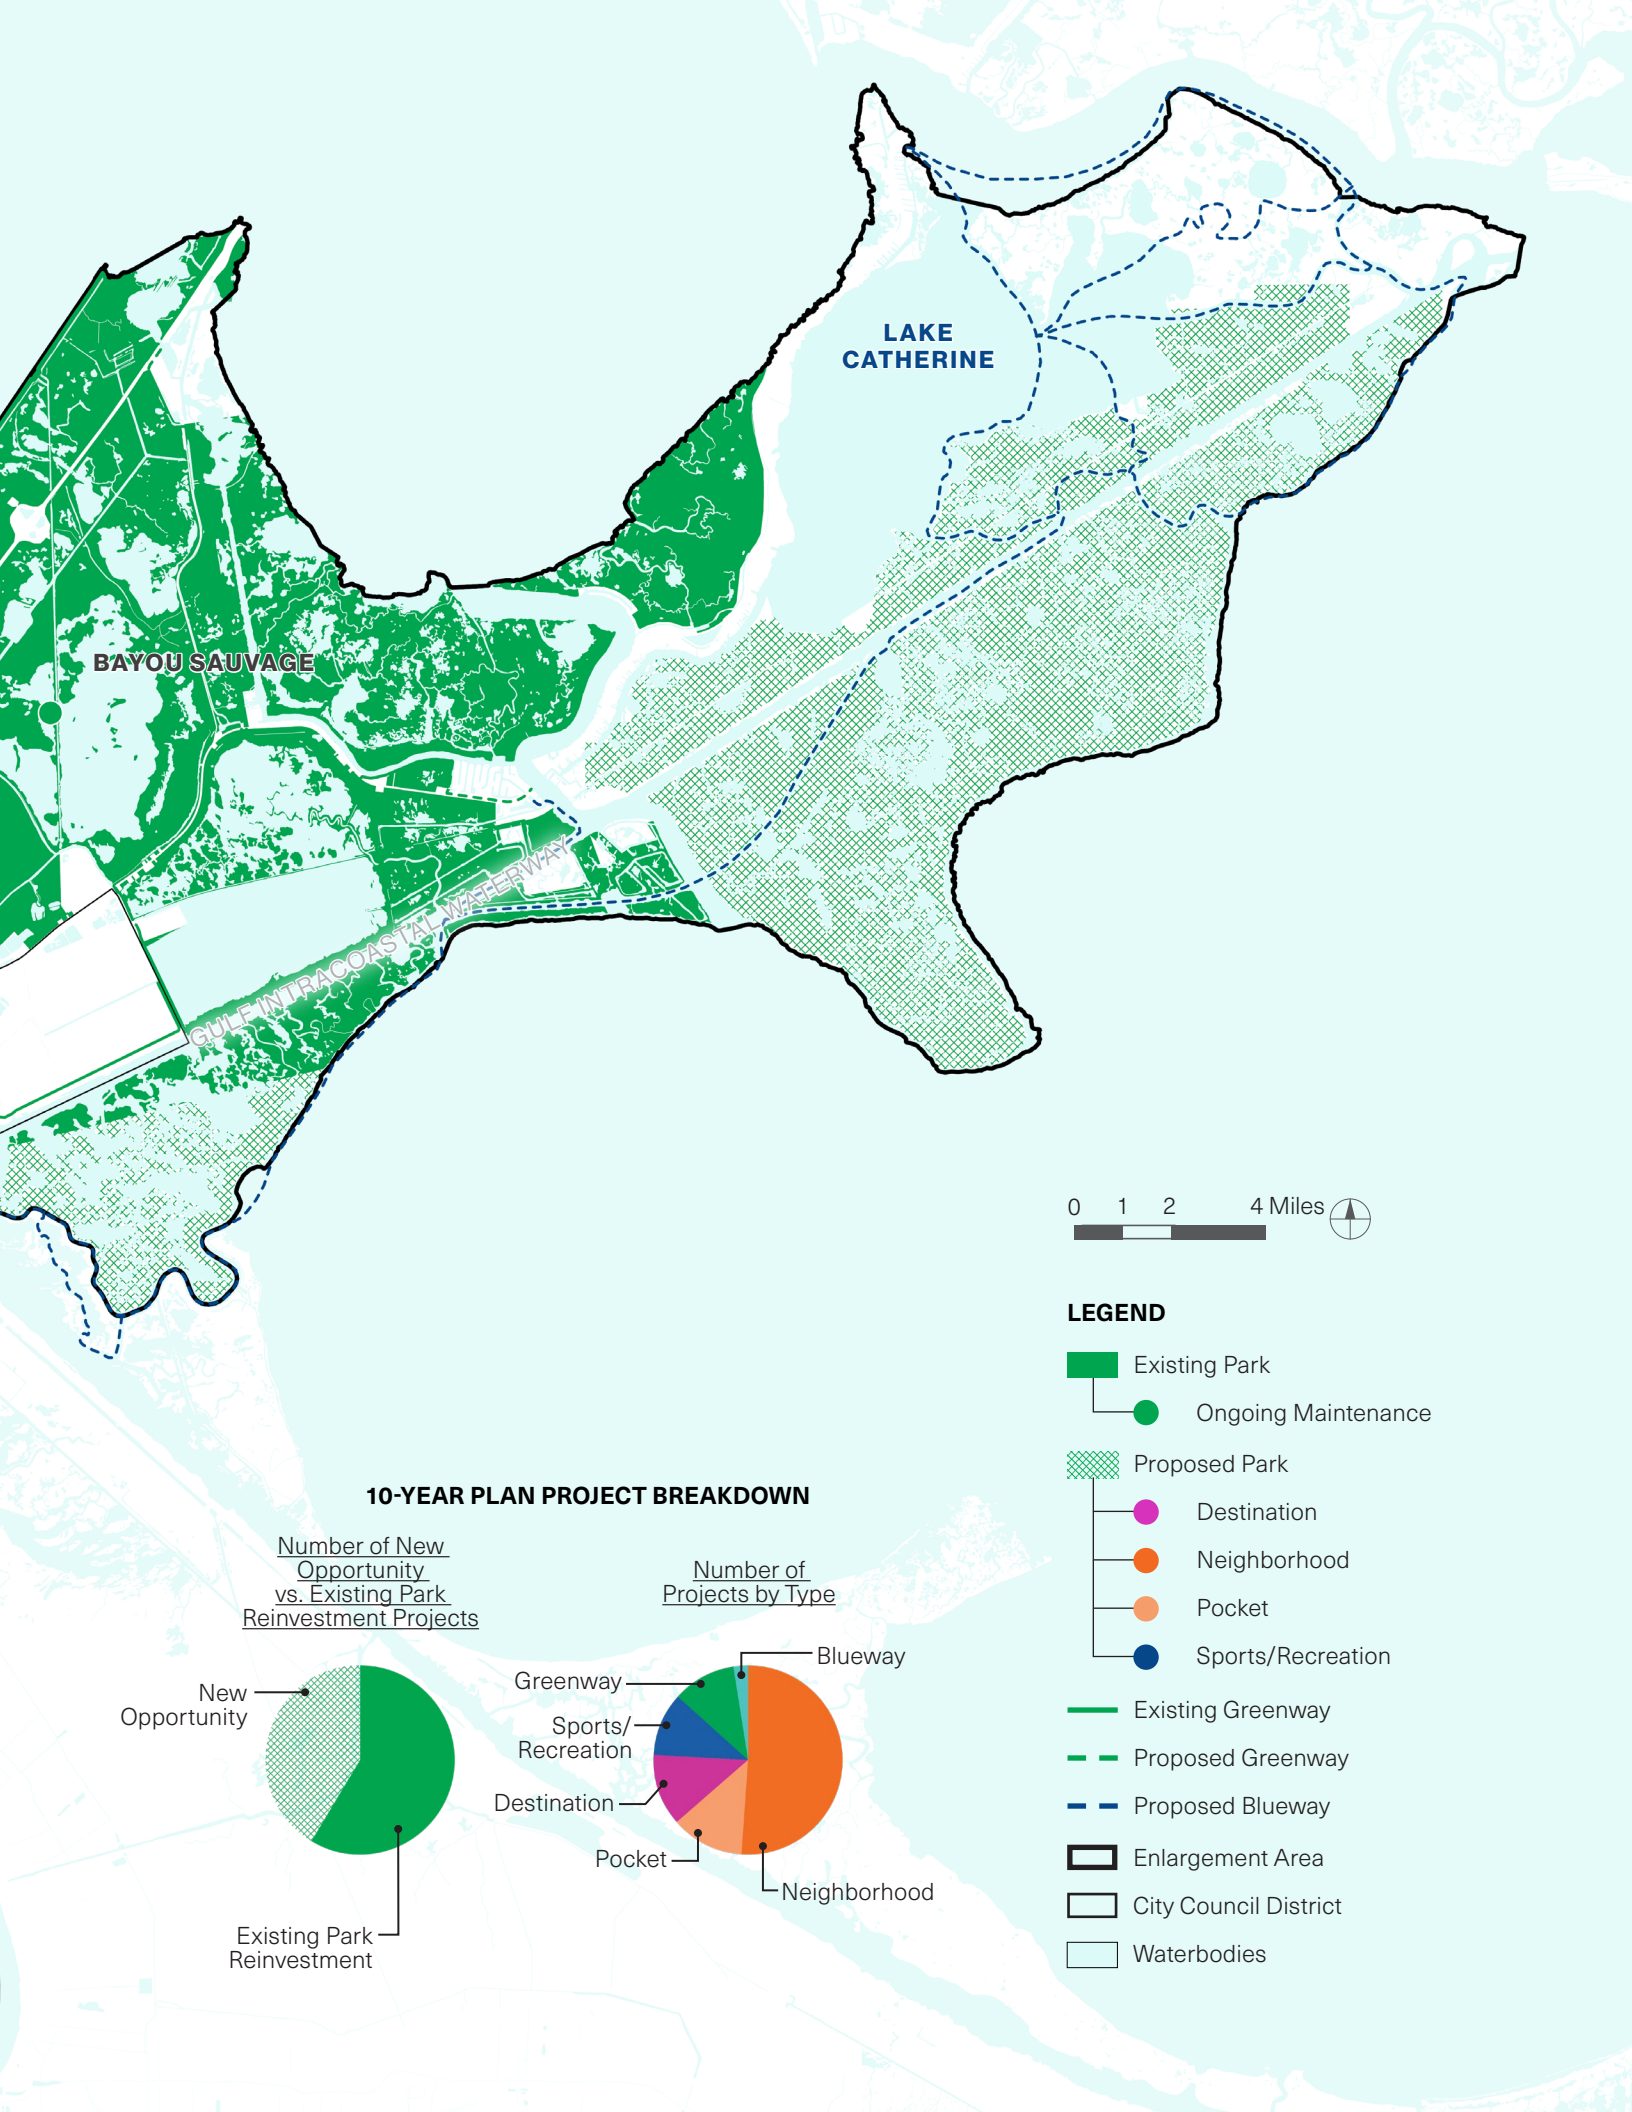 LAKE
CATHERINE
BAYOU SAUVAGE
GULF INTRACOASTAL WATERWAY
0 1 2 4 Miles
LEGEND
Existing Park
Ongoing Maintenance
Proposed Park
Destination
Neighborhood
Pocket
Sports/Recreation
Existing Greenway
Proposed Greenway
Proposed Blueway
Enlargement Area
City Council District
Waterbodies
10-YEAR PLAN PROJECT BREAKDOWN
Number of New
Opportunity
vs. Existing Park
Reinvestment Projects
New
Opportunity
Existing Park
Reinvestment
Number of
Projects by Type
Blueway
Greenway
Sports/
Recreation
Destination
Pocket
Neighborhood